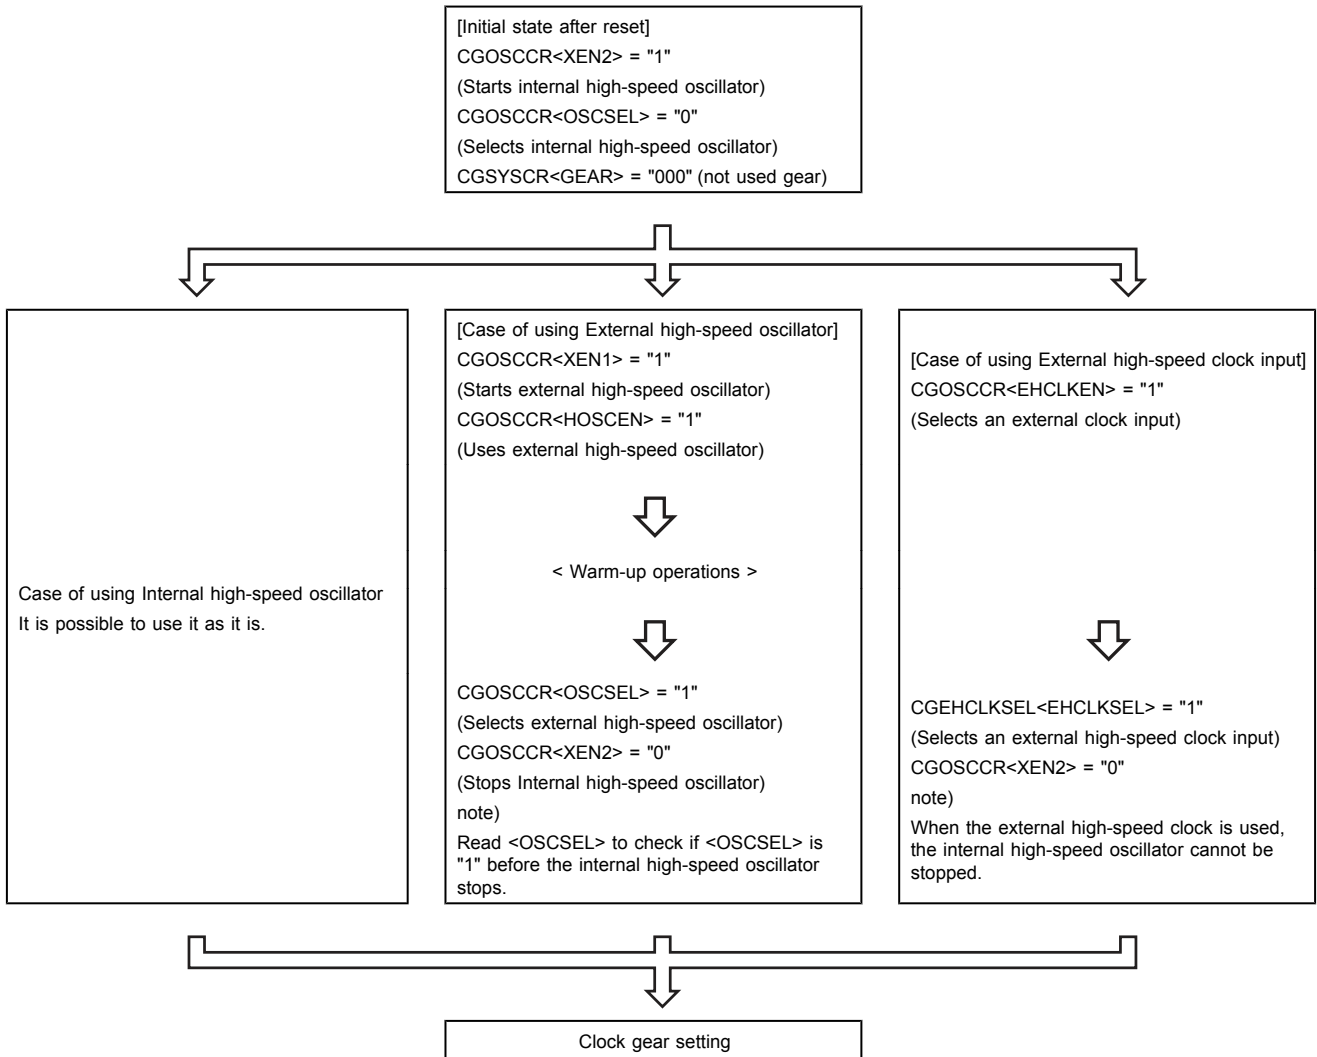 [Initial state after reset]
CGOSCCR<XEN2> = "1"
(Starts internal high-speed oscillator)
CGOSCCR<OSCSEL> = "0"
(Selects internal high-speed oscillator)
CGSYSCR<GEAR> = "000" (not used gear)
Case of using Internal high-speed oscillator
It is possible to use it as it is.
[Case of using External high-speed oscillator]
CGOSCCR<XEN1> = "1"
(Starts external high-speed oscillator)
CGOSCCR<HOSCEN> = "1"
(Uses external high-speed oscillator)
< Warm-up operations >
CGOSCCR<OSCSEL> = "1"
(Selects external high-speed oscillator)
CGOSCCR<XEN2> = "0"
(Stops Internal high-speed oscillator)
note)
Read <OSCSEL> to check if <OSCSEL> is
"1" before the internal high-speed oscillator
stops.
[Case of using External high-speed clock input]
CGOSCCR<EHCLKEN> = "1"
(Selects an external clock input)
CGEHCLKSEL<EHCLKSEL> = "1"
(Selects an external high-speed clock input)
CGOSCCR<XEN2> = "0"
note)
When the external high-speed clock is used,
the internal high-speed oscillator cannot be
stopped.
Clock gear setting